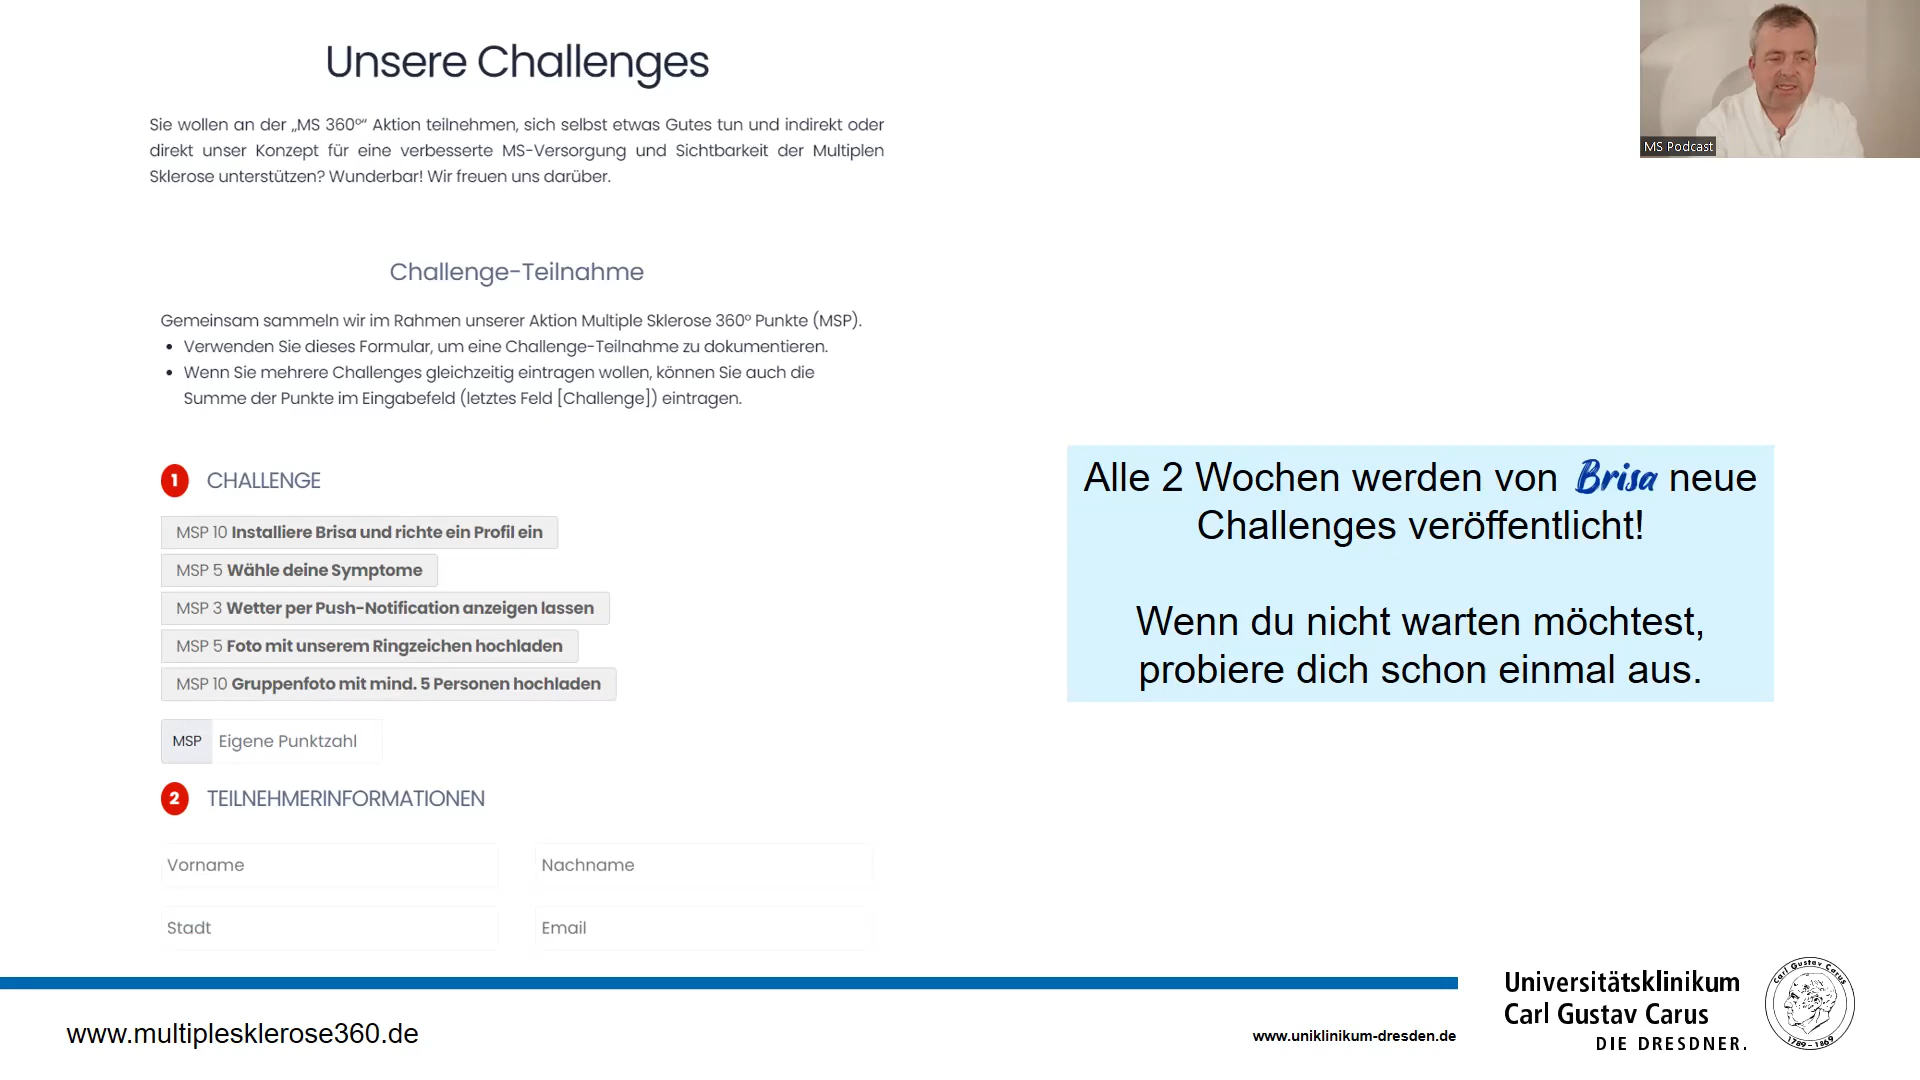 Unsere Challenges
Sie wollen an der „MS 360°“ Aktion teilnehmen, sich selbst etwas Gutes tun und indirekt oder
direkt unser Konzept für eine verbesserte MS-Versorgung und Sichtbarkeit der Multiplen
Sklerose unterstützen? Wunderbar! Wir freuen uns darüber.
Challenge-Teilnahme
Gemeinsam sammeln wir im Rahmen unserer Aktion Multiple Sklerose 360° Punkte (MSP).
• Verwenden Sie dieses Formular, um eine Challenge-Teilnahme zu dokumentieren.
• Wenn Sie mehrere Challenges gleichzeitig eintragen wollen, können Sie auch die
Summe der Punkte im Eingabefeld (letztes Feld [Challenge]) eintragen.
1 CHALLENGE
MSP 10 Installiere Brisa und richte ein Profil ein
MSP 5 Wähle deine Symptome
MSP 3 Wetter per Push-Notification anzeigen lassen
MSP 5 Foto mit unserem Ringzeichen hochladen
MSP 10 Gruppenfoto mit mind. 5 Personen hochladen
MSP Eigene Punktzahl
2 TEILNEHMERINFORMATIONEN
Vorname Nachname
Stadt Email
MS Podcast
Alle 2 Wochen werden von Brisa neue
Challenges veröffentlicht!
Wenn du nicht warten möchtest,
probiere dich schon einmal aus.
www.multiplesklerose360.de
www.uniklinikum-dresden.de
Universitätsklinikum
Carl Gustav Carus
DIE DRESDNER.
Carl Gustav Carus
1789 – 1869